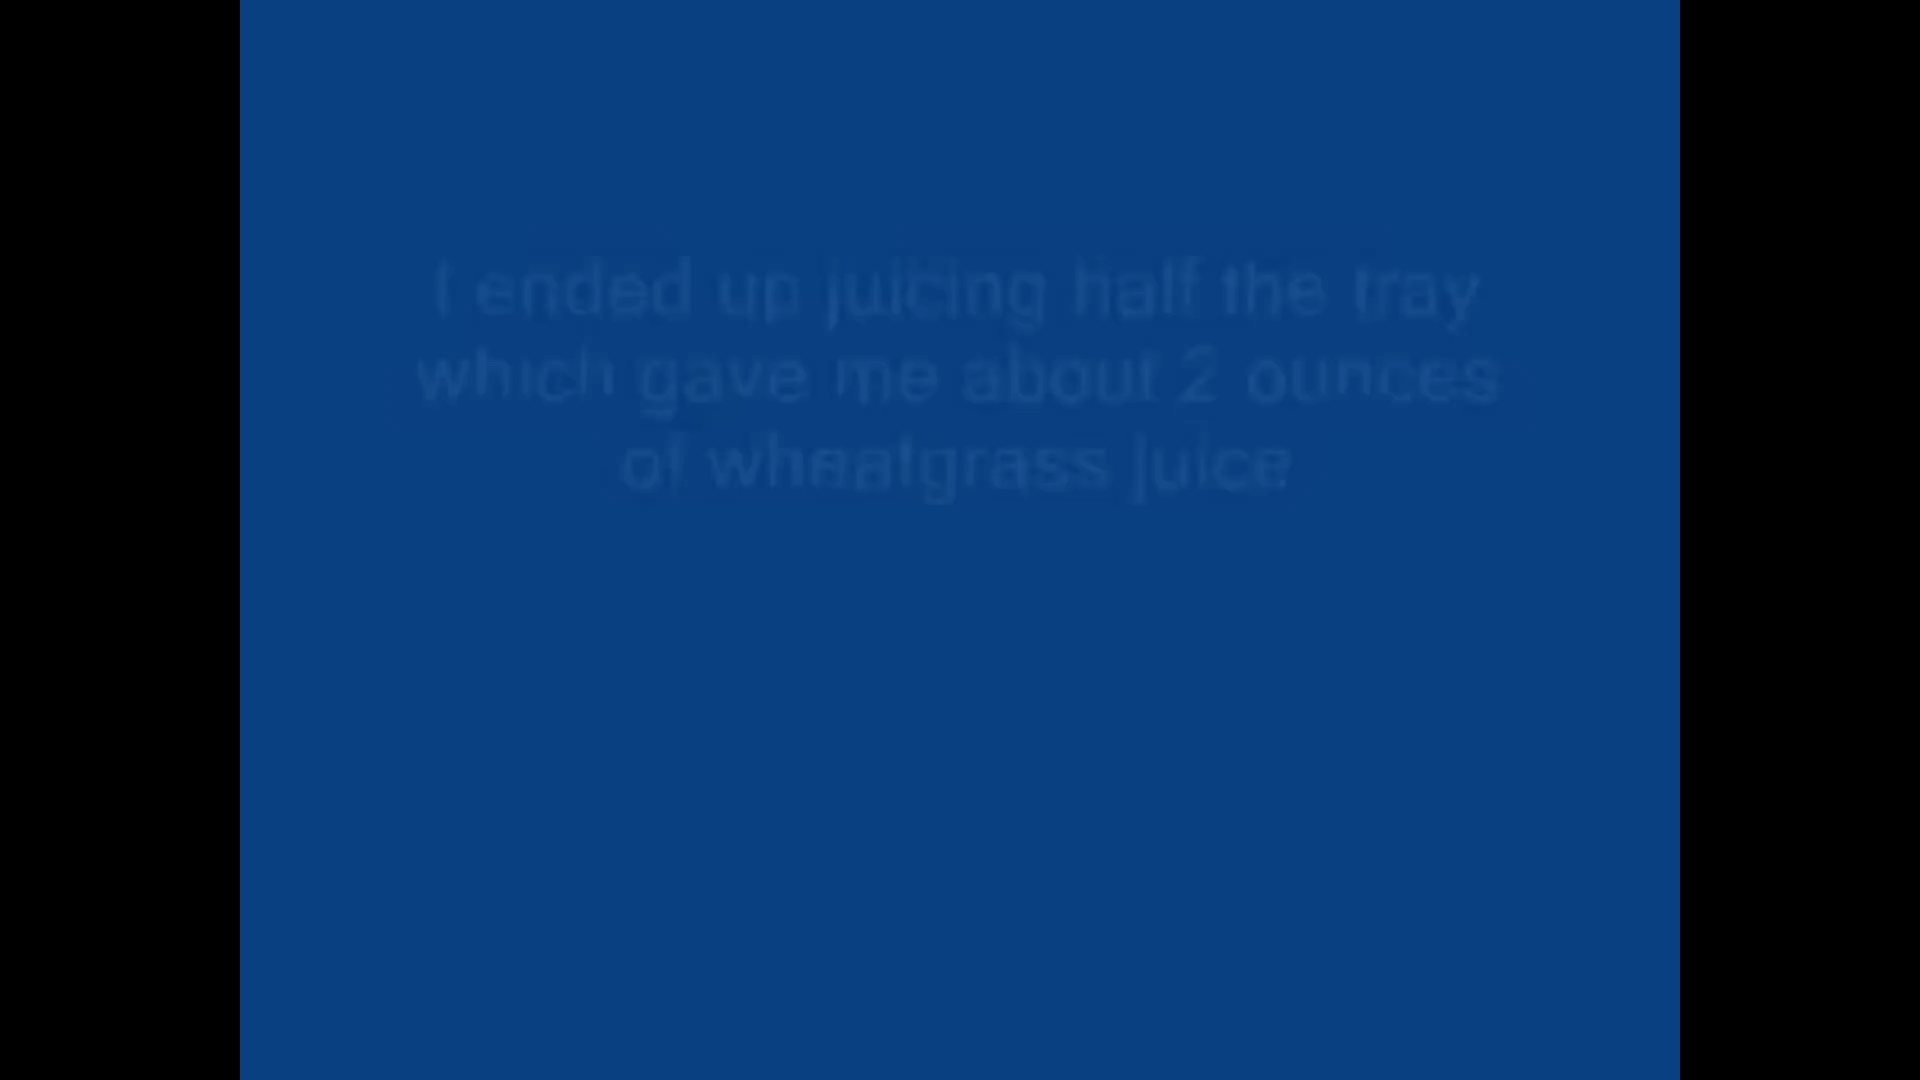 I ended up juicing half the tray
which gave me about 2 ounces
of wheatgrass juice